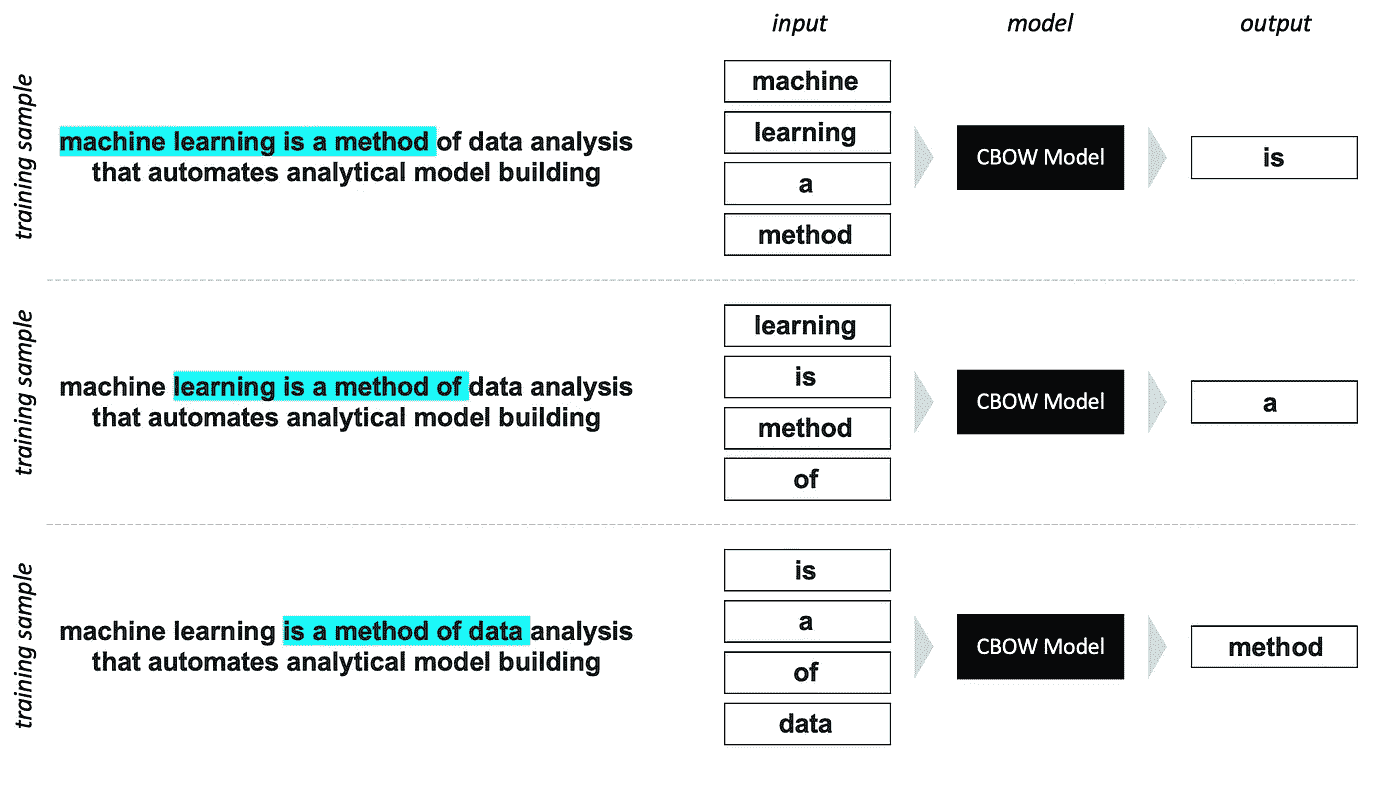 input model output
training sample
machine learning is a method of data analysis
that automates analytical model building
machine
learning
a
method
CBOW Model
is
training sample
machine learning is a method of data analysis
that automates analytical model building
learning
is
method
of
CBOW Model
a
training sample
machine learning is a method of data analysis
that automates analytical model building
is
a
of
data
CBOW Model
method